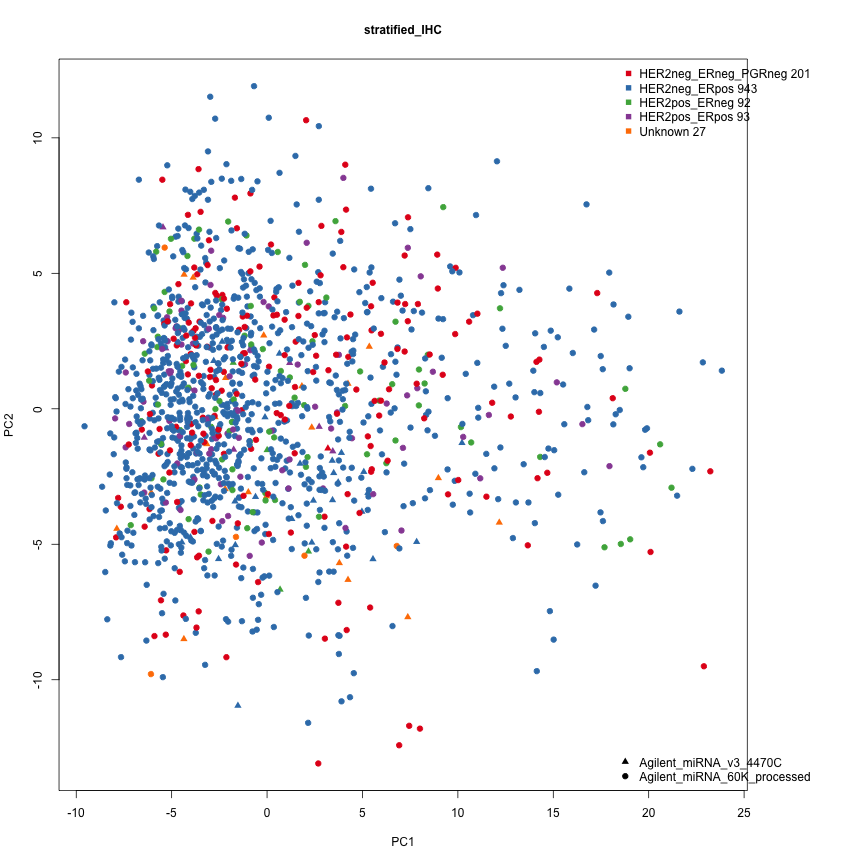 stratified_IHC
HER2neg_ERneg_PGRneg 201
HER2neg_ERpos 943
HER2pos_ERneg 92
HER2pos_ERpos 93
Unknown 27
10
5
0
-5
-10
PC2
Agilent_miRNA_v3_4470C
Agilent_miRNA_60K_processed
-10 -5 0 5 10 15 20 25
PC1